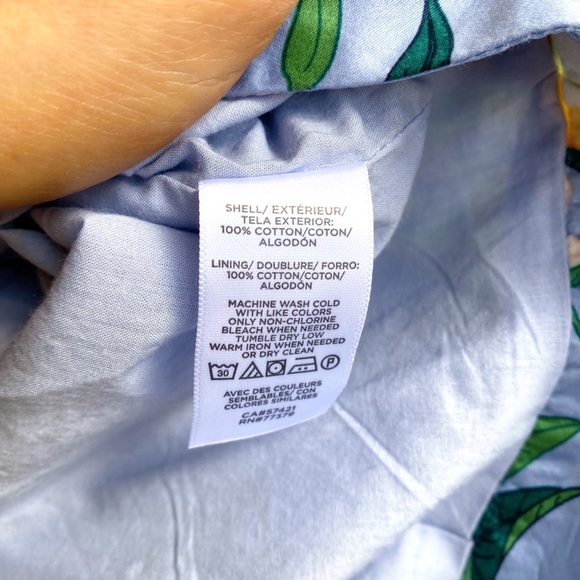 SHELL/ EXTÉRIEUR/
TELA EXTERIOR:
100% COTTON/COTON/
ALGODÓN
LINING/ DOUBLURE/ FORRO:
100% COTTON/COTON/
ALGODÓN
MACHINE WASH COLD
WITH LIKE COLORS
ONLY NON-CHLORINE
BLEACH WHEN NEEDED
TUMBLE DRY LOW
WARM IRON WHEN NEEDED
OR DRY CLEAN
30 P
AVEC DES COULEURS
SEMBLABLES/ CON
COLORES SIMILARES
CA#57421
RN#77579